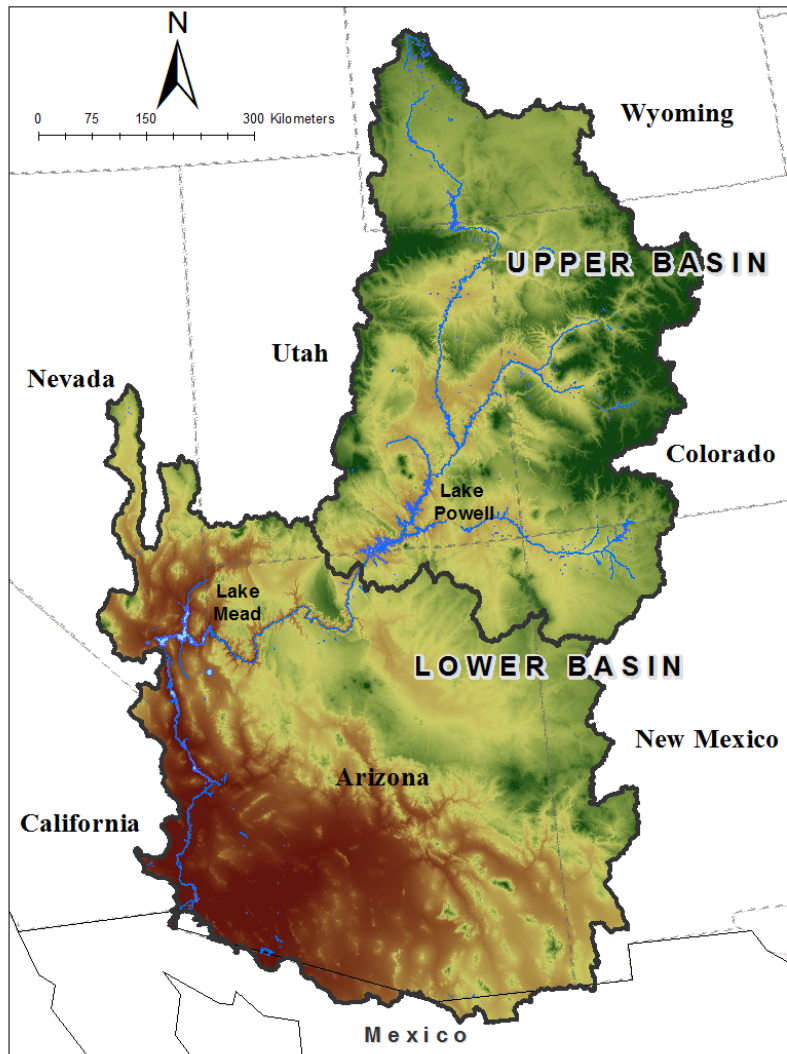 N
0 75 150 300 Kilometers
Wyoming
UPPER BASIN
Utah
Nevada
Colorado
Lake
Powell
Lake
Mead
LOWER BASIN
New Mexico
Arizona
California
Mexico